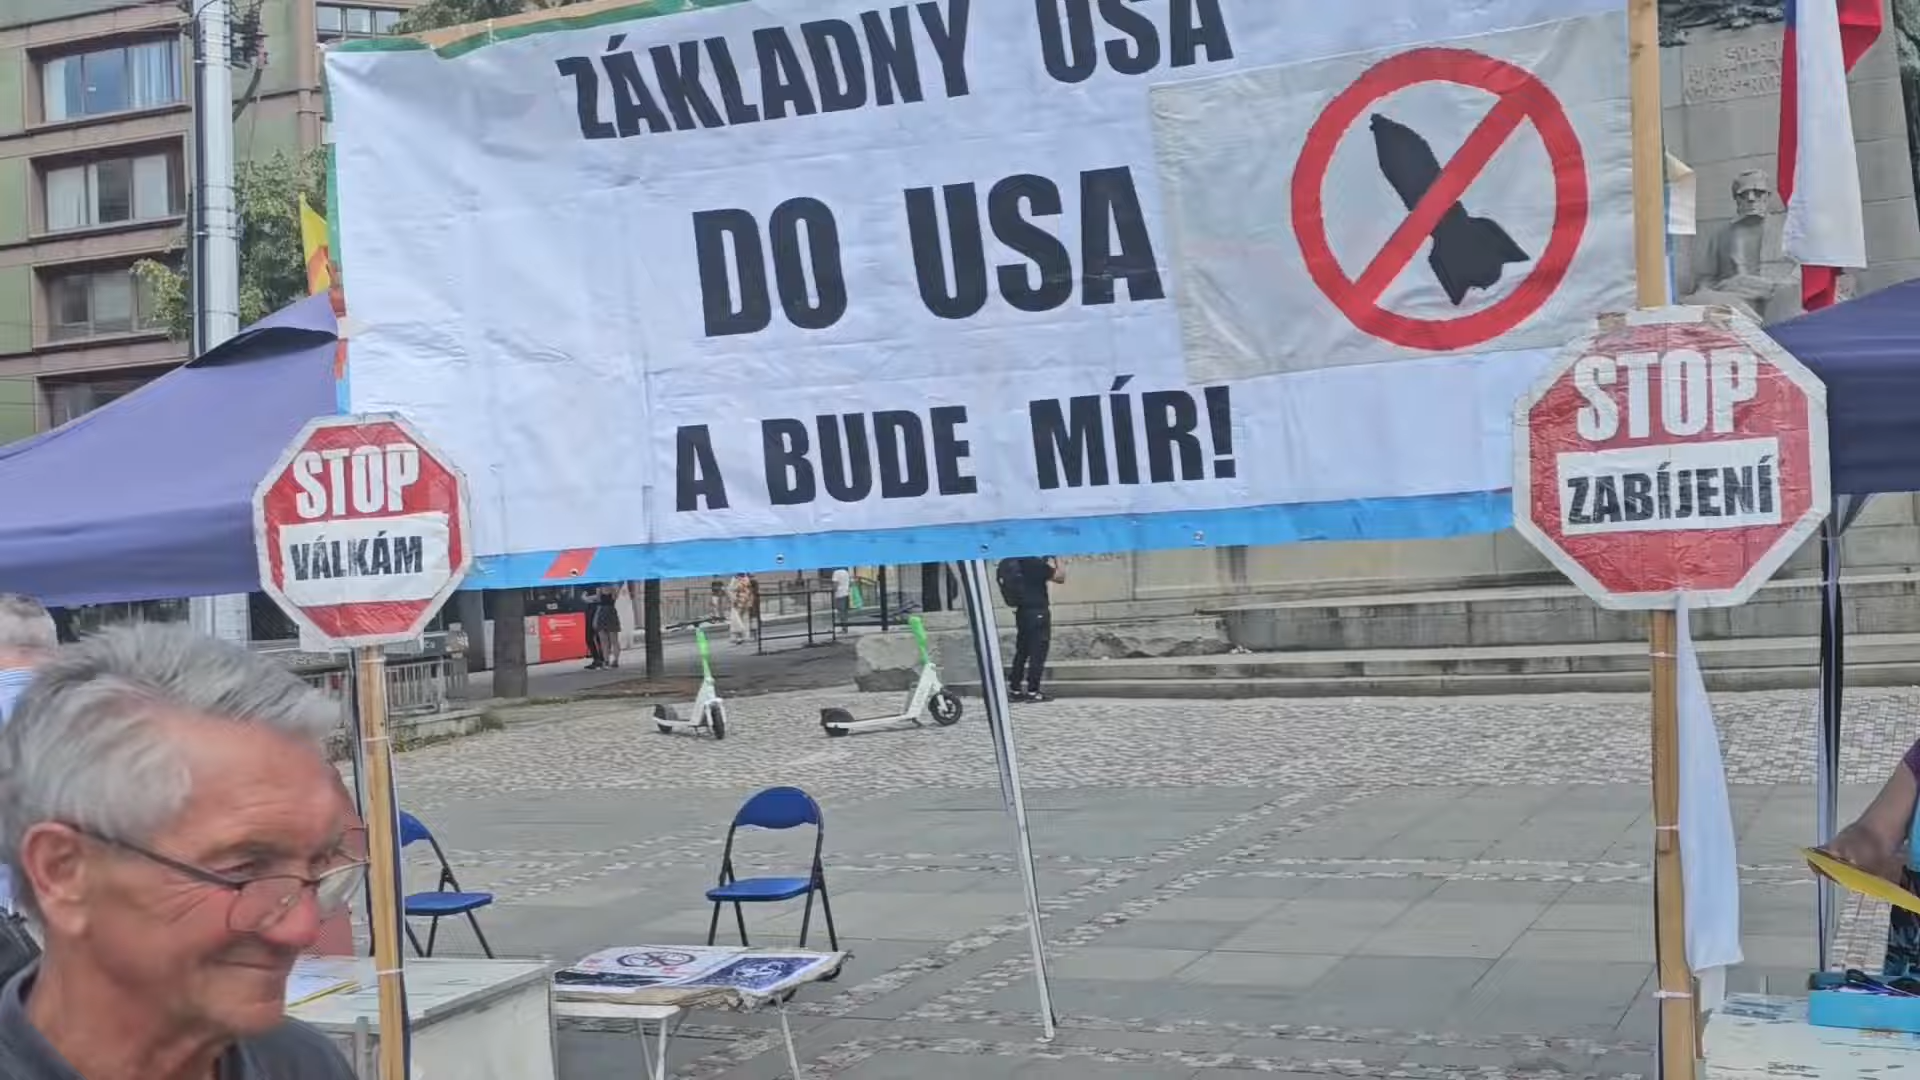 ZÁKLADNY USA
DO USA
A BUDE MÍR!
STOP
VÁLKÁM
STOP
ZABÍJENÍ